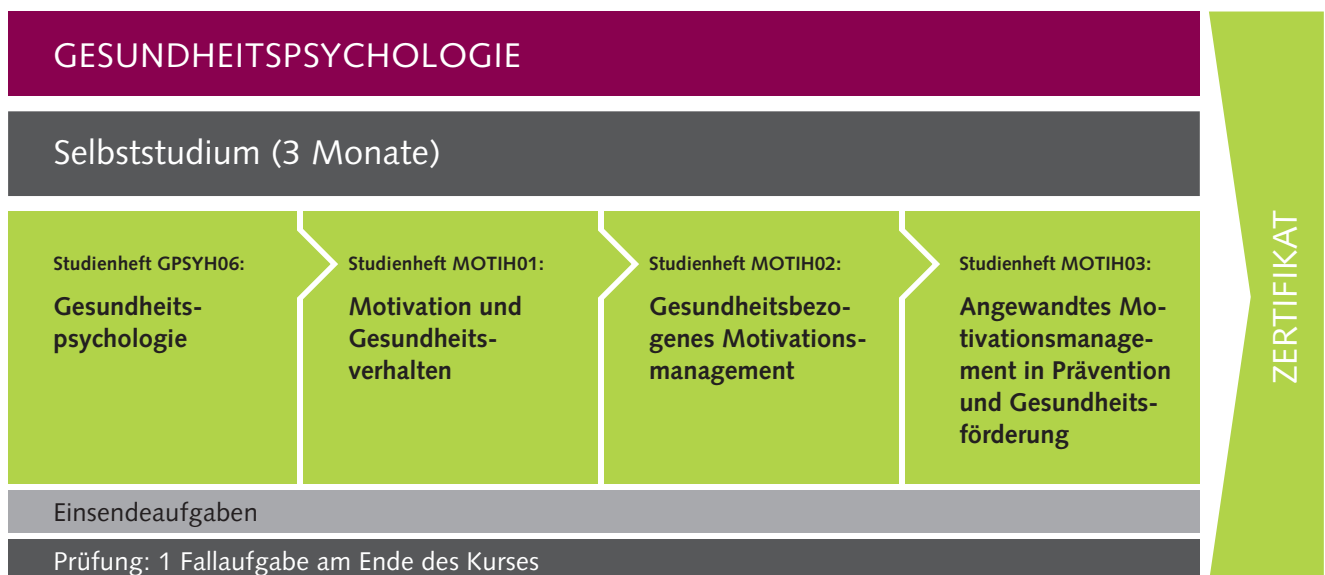 GESUNDHEITSPSYCHOLOGIE
Selbststudium (3 Monate)
Studienheft GPSYH06:
Gesundheits-
psychologie
Studienheft MOTIH01:
Motivation und
Gesundheits-
verhalten
Studienheft MOTIH02:
Gesundheitsbezo-
genes Motivations-
management
Studienheft MOTIH03:
Angewandtes Mo-
tivationsmanage-
ment in Prävention
und Gesundheits-
förderung
Einsendeaufgaben
Prüfung: 1 Fallaufgabe am Ende des Kurses
ZERTIFIKAT